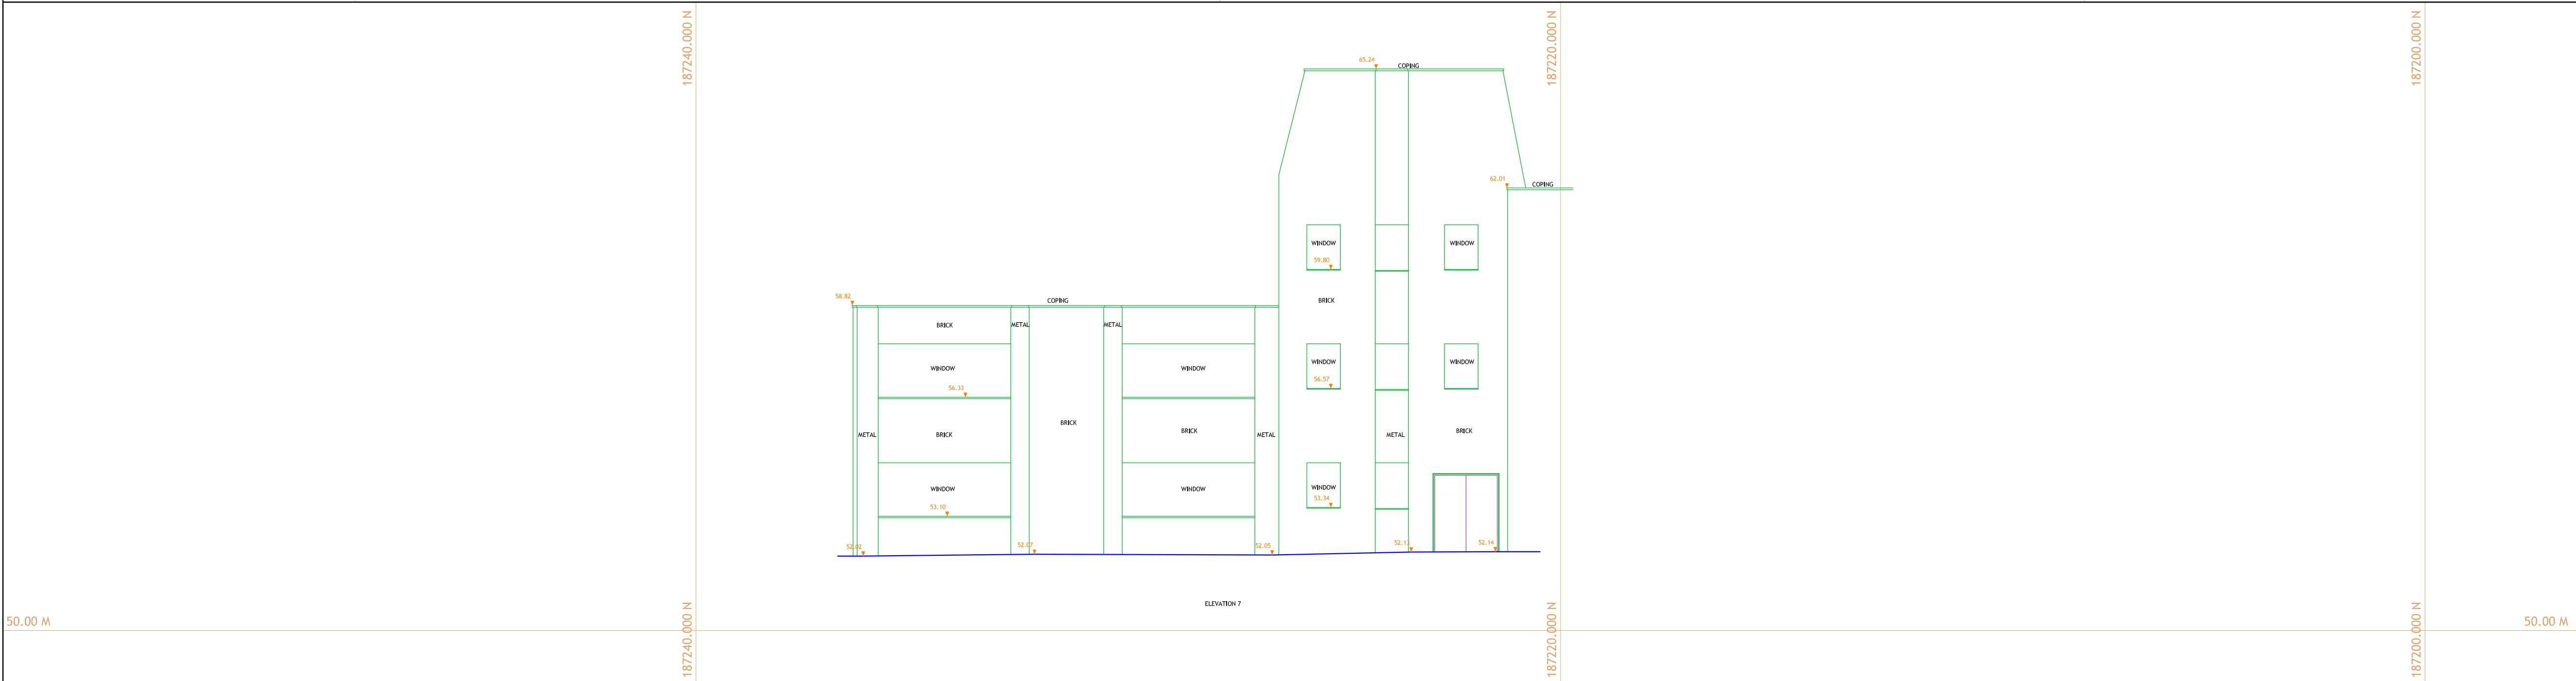 187240.000 N
187220.000 N
187200.000 N
65.24
COPING
62.01
COPING
WINDOW
WINDOW
59.80
58.82
COPING
BRICK
BRICK
METAL
METAL
WINDOW
WINDOW
WINDOW
WINDOW
56.33
56.57
BRICK
METAL
BRICK
BRICK
METAL
METAL
BRICK
WINDOW
WINDOW
WINDOW
53.10
53.34
52.02
52.07
52.05
52.13
52.14
ELEVATION 7
50.00 M
50.00 M
187240.000 N
187220.000 N
187200.000 N